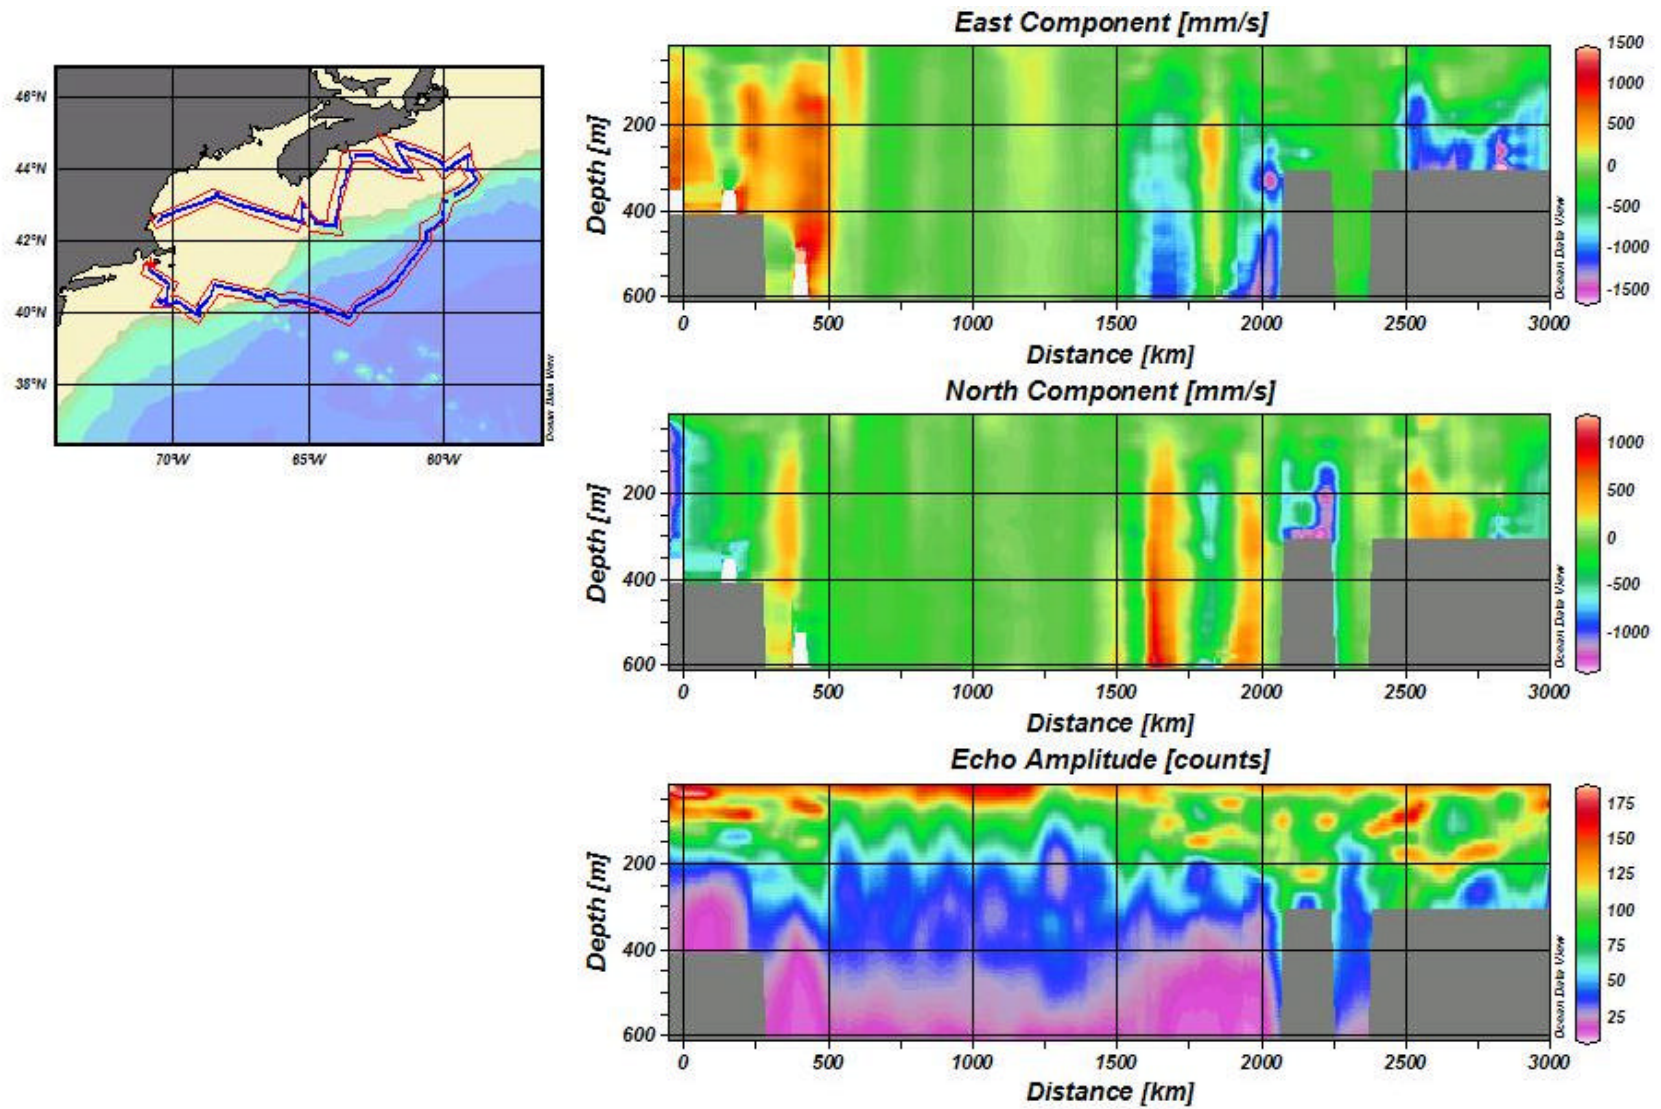 46°N
44°N
42°N
40°N
38°N
70°W
65°W
60°W
Ocean Data View
East Component [mm/s]
Depth [m]
200
400
600
0
500
1000
1500
2000
2500
3000
Distance [km]
Ocean Data View
1500
1000
500
0
-500
-1000
-1500
North Component [mm/s]
Depth [m]
200
400
600
0
500
1000
1500
2000
2500
3000
Distance [km]
Ocean Data View
1000
500
0
-500
-1000
Echo Amplitude [counts]
Depth [m]
200
400
600
0
500
1000
1500
2000
2500
3000
Distance [km]
Ocean Data View
175
150
125
100
75
50
25